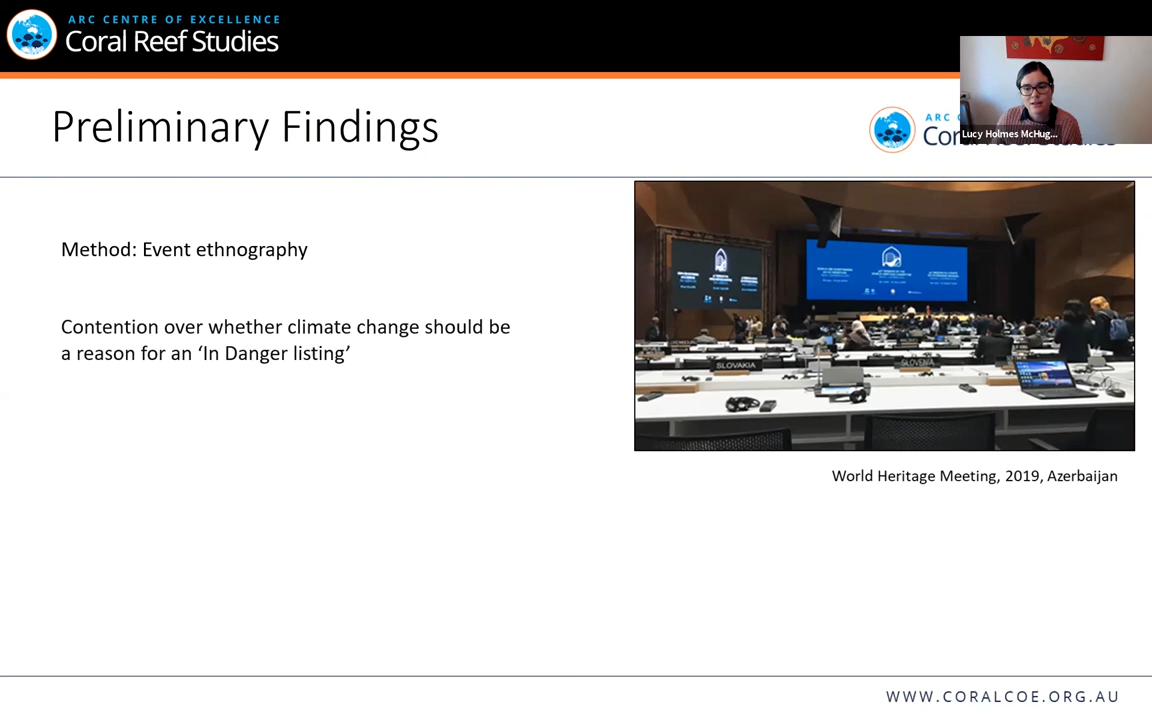 ARC CENTRE OF EXCELLENCE
Coral Reef Studies
Preliminary Findings
Lucy Holmes McHug...
Method: Event ethnography
Contention over whether climate change should be
a reason for an ‘In Danger listing’
SLOVAKIA
SLOVENIA
World Heritage Meeting, 2019, Azerbaijan
WWW.CORALCOE.ORG.AU